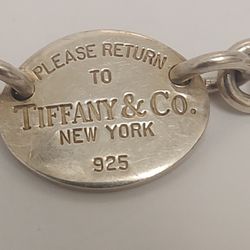 PLEASE RETURN
TO
TIFFANY & CO.
NEW YORK
925